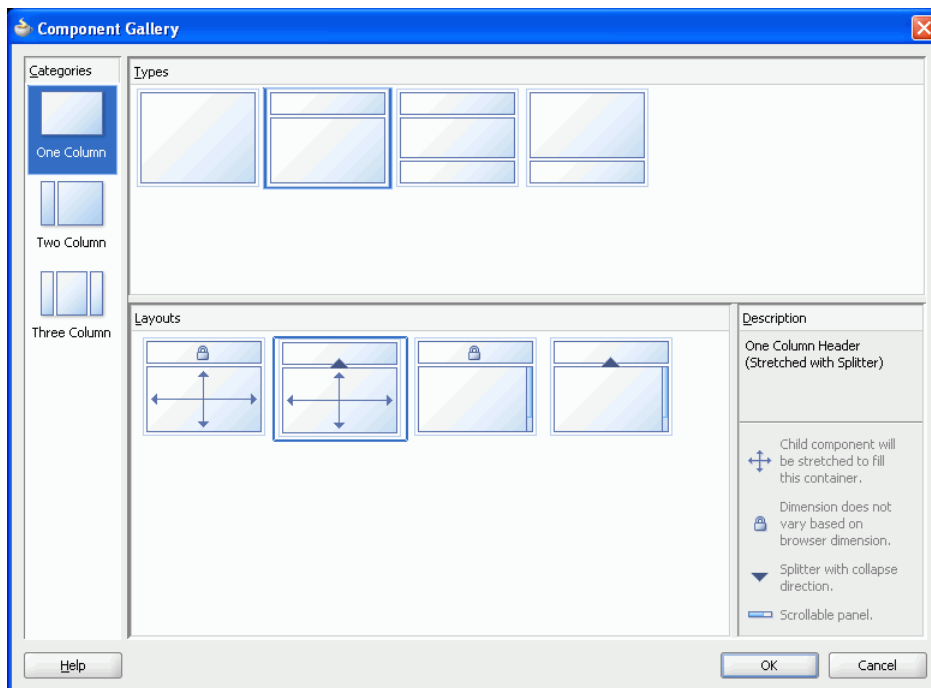 Component Gallery
Categories
One Column
Two Column
Three Column
Types
Layouts
Description
One Column Header
(Stretched with Splitter)
Child component will
be stretched to fill
this container.
Dimension does not
vary based on
browser dimension.
Splitter with collapse
direction.
Scrollable panel.
Help
OK
Cancel